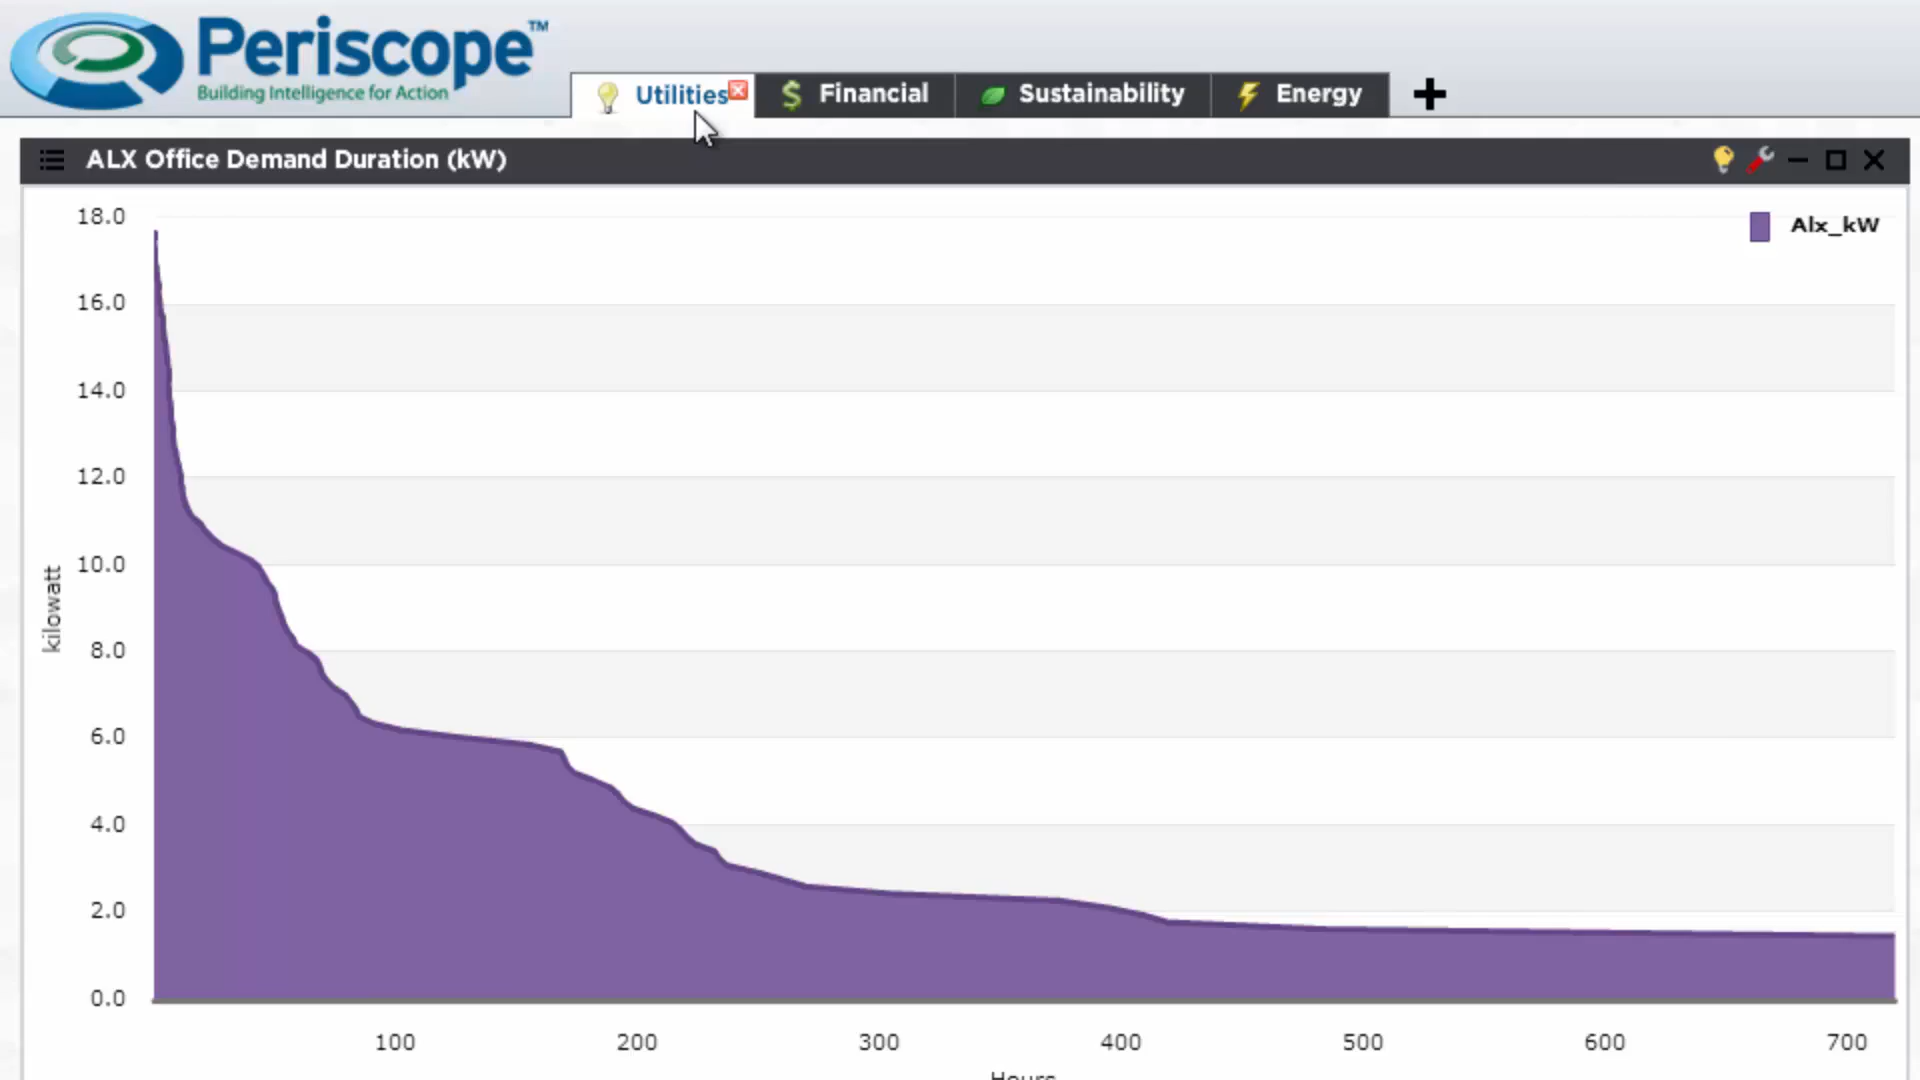 Periscope™
Building Intelligence for Action
Utilities
Financial
Sustainability
Energy
ALX Office Demand Duration (kW)
Alx_kW
18.0
16.0
14.0
12.0
10.0
8.0
6.0
4.0
2.0
0.0
kilowatt
100 200 300 400 500 600 700
Hours